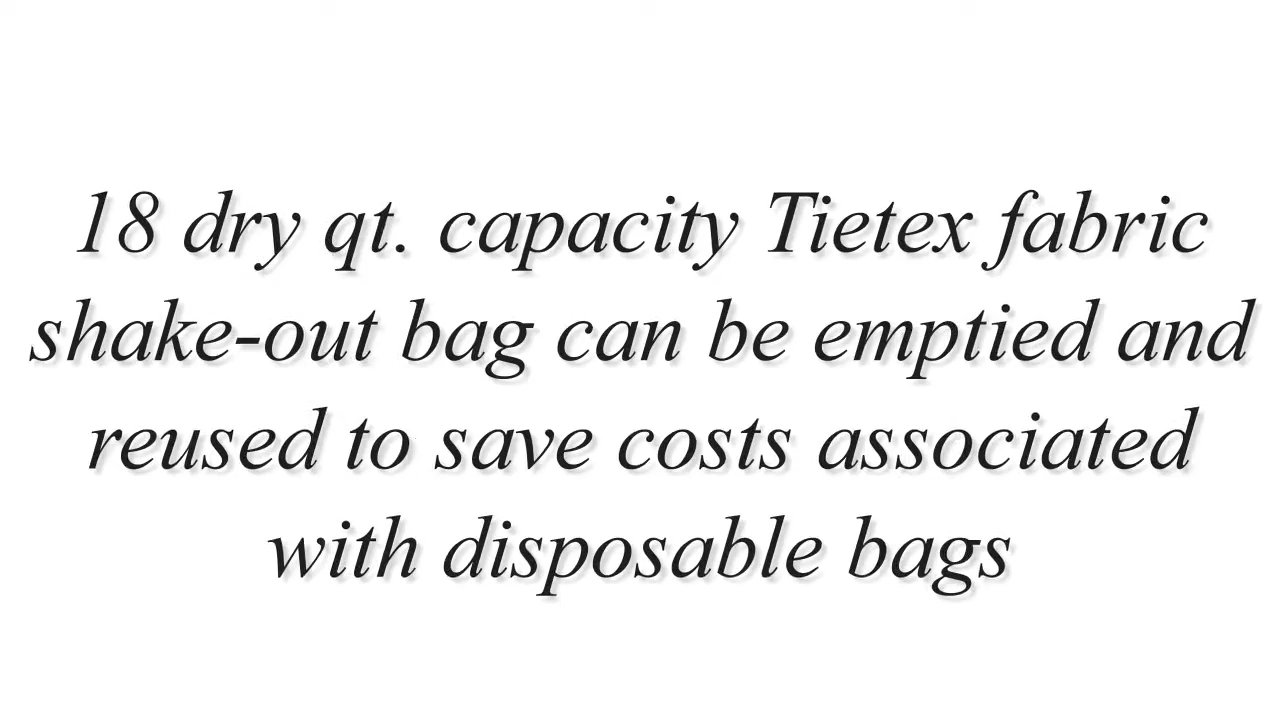 18 dry qt. capacity Tietex fabric
shake-out bag can be emptied and
reused to save costs associated
with disposable bags